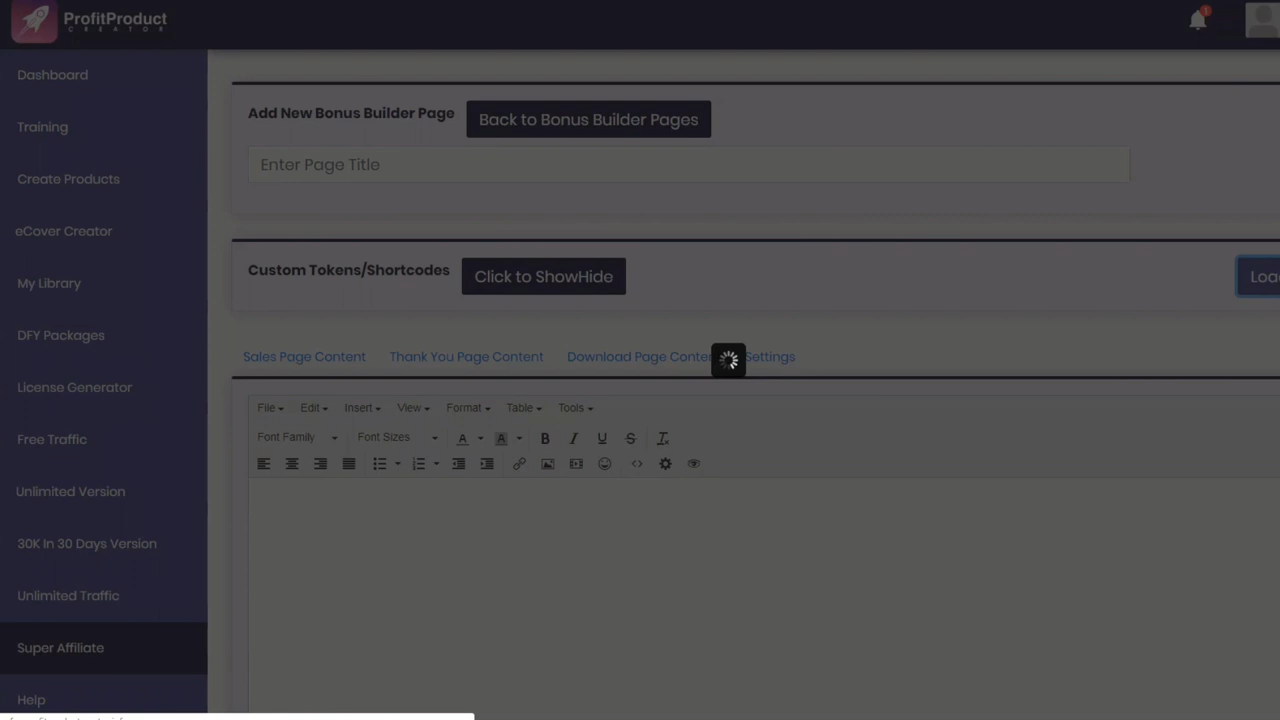 ProfitProduct
CREATOR
1
Dashboard
Training
Create Products
eCover Creator
My Library
DFY Packages
License Generator
Free Traffic
Unlimited Version
30K In 30 Days Version
Unlimited Traffic
Super Affiliate
Help
Add New Bonus Builder Page
Back to Bonus Builder Pages
Enter Page Title
Custom Tokens/Shortcodes
Click to ShowHide
Sales Page Content
Thank You Page Content
Download Page
Settings
File
Edit
Insert
View
Format
Table
Tools
Font Family
Font Sizes
A
A
B
I
U
S